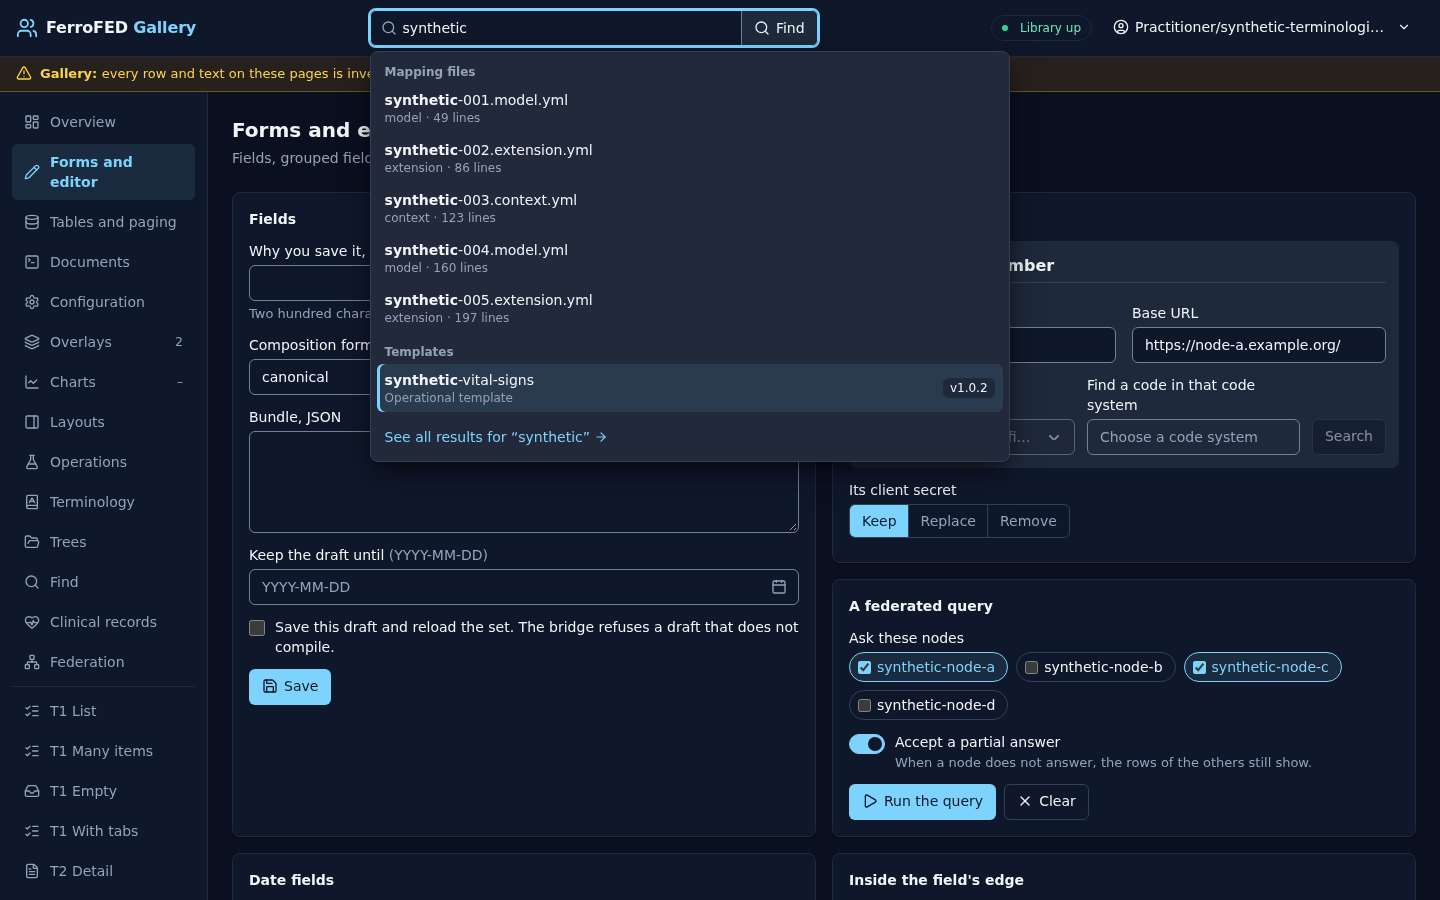 FerroFED Gallery
synthetic
Find
Library up
Practitioner/synthetic-terminologi...
Gallery: every row and text on these pages is inve
Mapping files
synthetic-001.model.yml
model · 49 lines
synthetic-002.extension.yml
extension · 86 lines
synthetic-003.context.yml
context · 123 lines
synthetic-004.model.yml
model · 160 lines
synthetic-005.extension.yml
extension · 197 lines
Templates
synthetic-vital-signs
Operational template
v1.0.2
See all results for “synthetic”
Overview
Forms and
editor
Tables and paging
Documents
Configuration
Overlays
2
Charts
–
Layouts
Operations
Terminology
Trees
Find
Clinical records
Federation
T1 List
T1 Many items
T1 Empty
T1 With tabs
T2 Detail
Forms and e
Fields, grouped field
Fields
Why you save it,
Two hundred chara
Composition form
canonical
Bundle, JSON
Keep the draft until (YYYY-MM-DD)
YYYY-MM-DD
Save this draft and reload the set. The bridge refuses a draft that does not
compile.
Save
mber
Base URL
https://node-a.example.org/
Find a code in that code
system
fi...
Choose a code system
Search
Its client secret
Keep
Replace
Remove
A federated query
Ask these nodes
synthetic-node-a
synthetic-node-b
synthetic-node-c
synthetic-node-d
Accept a partial answer
When a node does not answer, the rows of the others still show.
Run the query
Clear
Date fields
Inside the field's edge